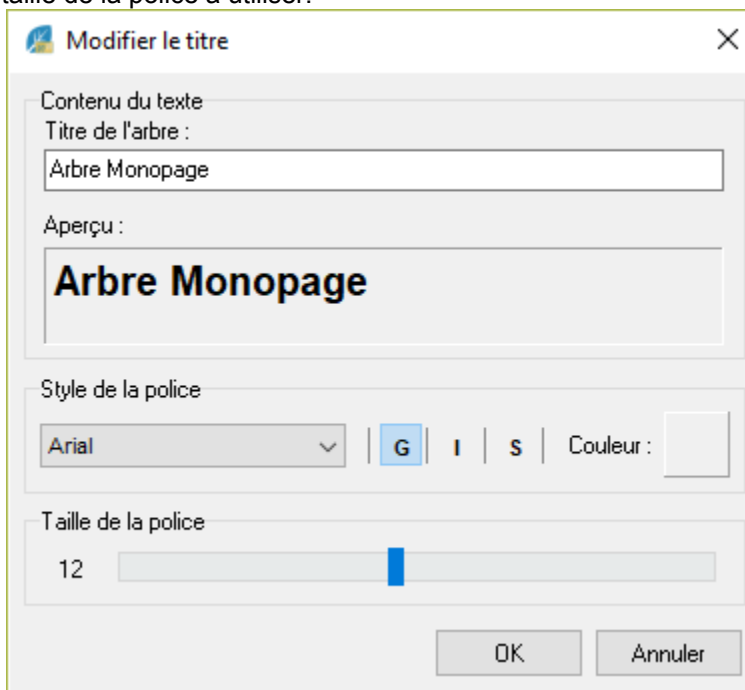 taille de la police à utiliser.
Modifier le titre
Contenu du texte
Titre de l'arbre :
Arbre Monopage
Aperçu :
Arbre Monopage
Style de la police
Arial G I S Couleur :
Taille de la police
12
OK Annuler